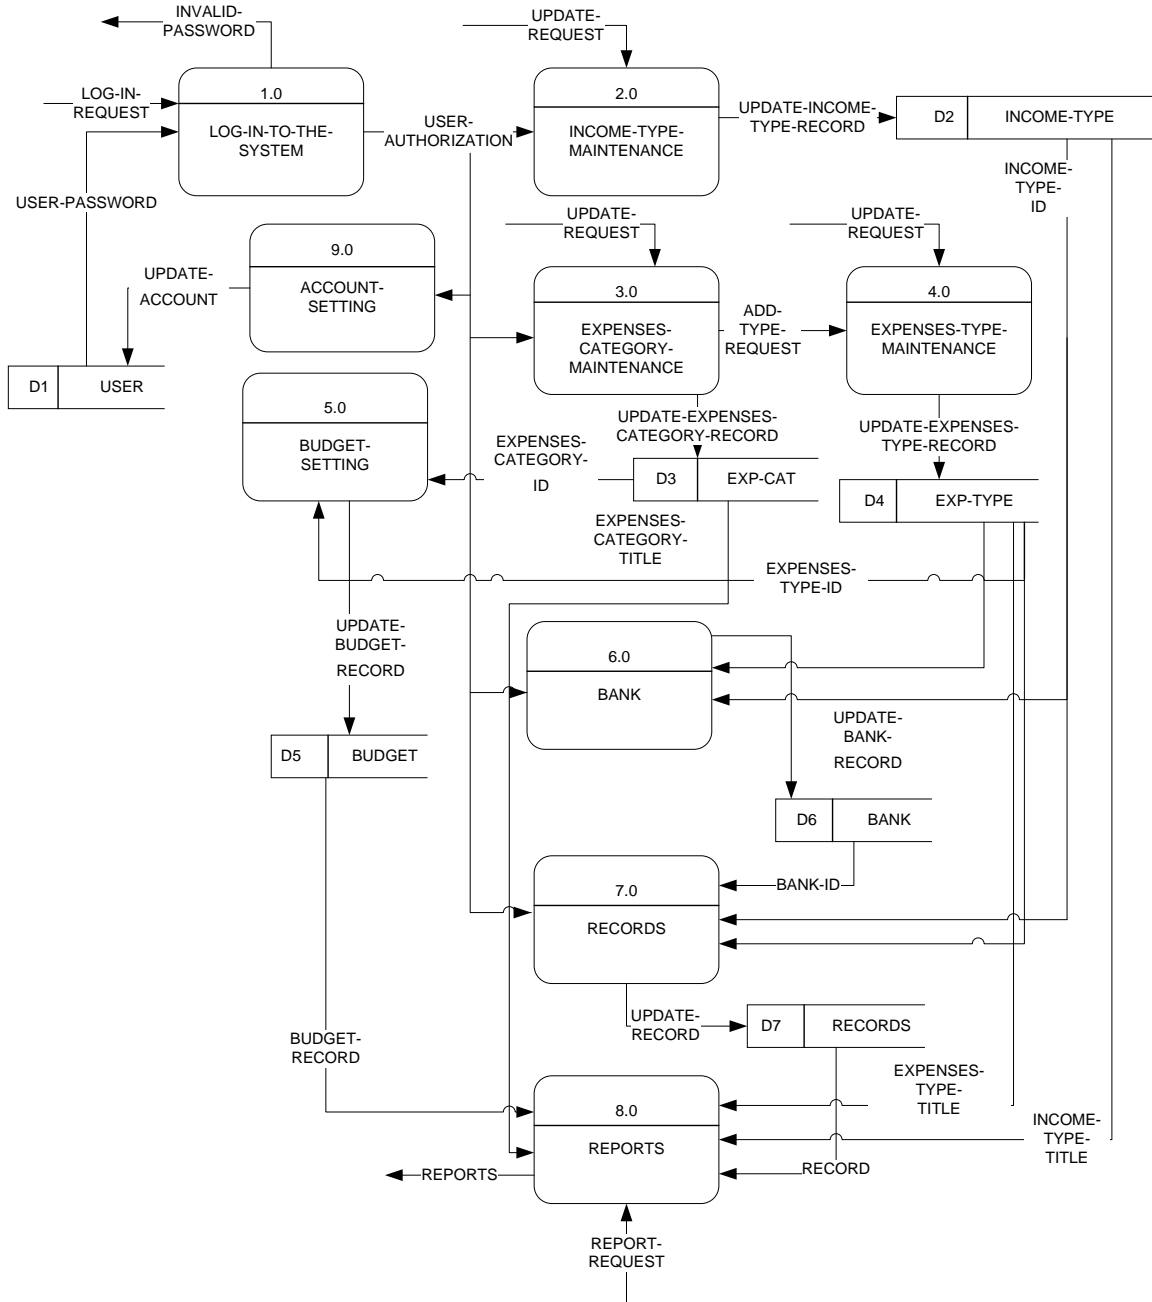 INVALID-
PASSWORD
UPDATE-
REQUEST
LOG-IN-
REQUEST
1.0
LOG-IN-TO-THE-
SYSTEM
USER-
AUTHORIZATION
2.0
INCOME-TYPE-
MAINTENANCE
UPDATE-INCOME-
TYPE-RECORD
D2
INCOME-TYPE
INCOME-
TYPE-
ID
USER-PASSWORD
UPDATE-
REQUEST
UPDATE-
REQUEST
9.0
ACCOUNT-
SETTING
UPDATE-
ACCOUNT
3.0
EXPENSES-
CATEGORY-
MAINTENANCE
ADD-
TYPE-
REQUEST
4.0
EXPENSES-TYPE-
MAINTENANCE
D1
USER
5.0
BUDGET-
SETTING
UPDATE-EXPENSES-
CATEGORY-RECORD
UPDATE-EXPENSES-
TYPE-RECORD
EXPENSES-
CATEGORY-
ID
D3
EXP-CAT
D4
EXP-TYPE
EXPENSES-
CATEGORY-
TITLE
EXPENSES-
TYPE-ID
UPDATE-
BUDGET-
RECORD
6.0
BANK
UPDATE-
BANK-
RECORD
D5
BUDGET
D6
BANK
7.0
RECORDS
BANK-ID
UPDATE-
RECORD
D7
RECORDS
BUDGET-
RECORD
EXPENSES-
TYPE-
TITLE
8.0
REPORTS
INCOME-
TYPE-
TITLE
RECORD
REPORTS
REPORT-
REQUEST